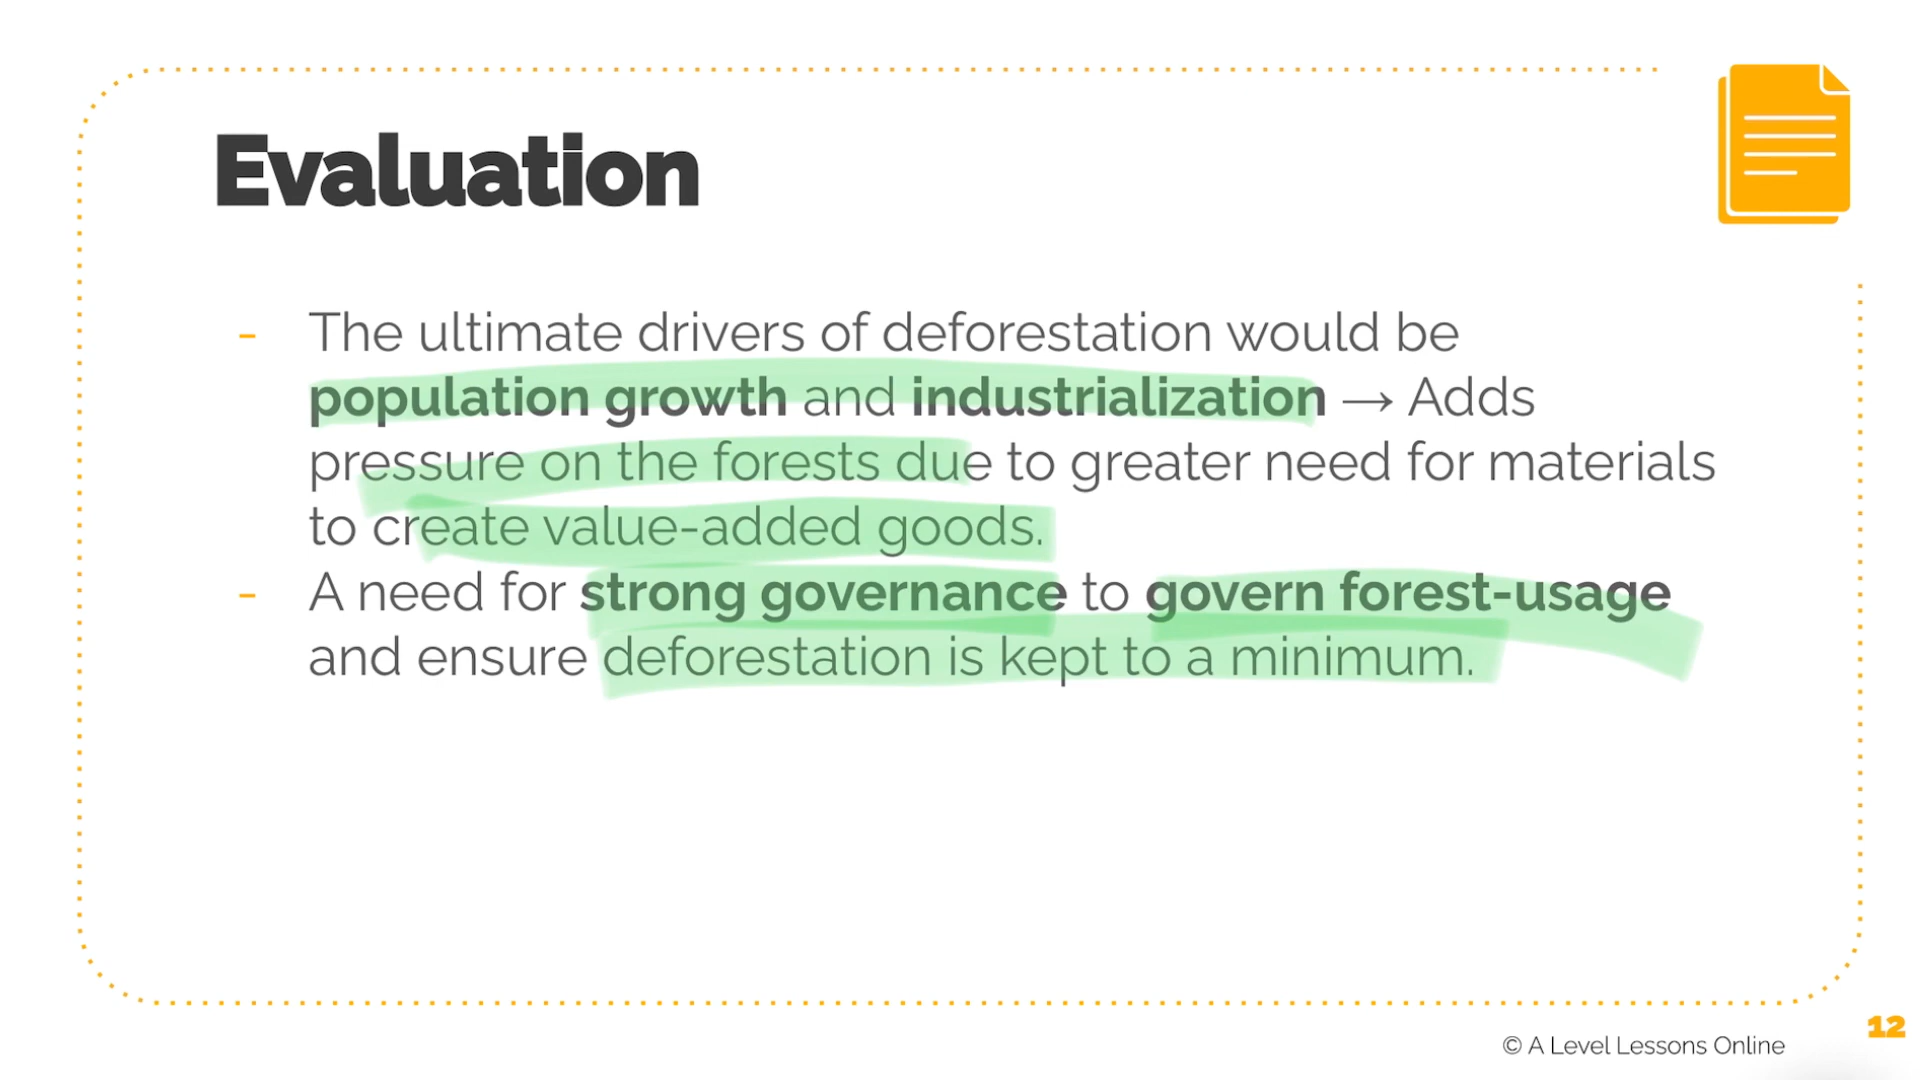 Evaluation
- The ultimate drivers of deforestation would be
population growth and industrialization → Adds
pressure on the forests due to greater need for materials
to create value-added goods.
- A need for strong governance to govern forest-usage
and ensure deforestation is kept to a minimum.
12
© A Level Lessons Online